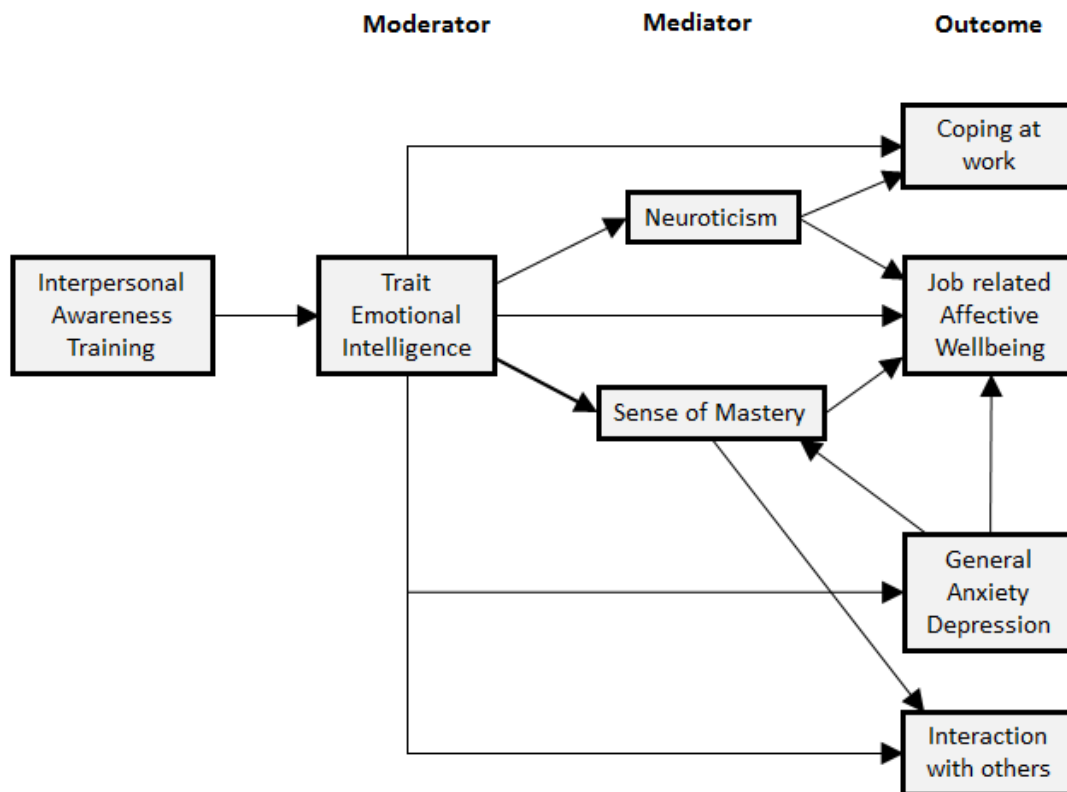 Moderator
Mediator
Outcome
Coping at
work
Neuroticism
Interpersonal
Awareness
Training
Trait
Emotional
Intelligence
Job related
Affective
Wellbeing
Sense of Mastery
General
Anxiety
Depression
Interaction
with others